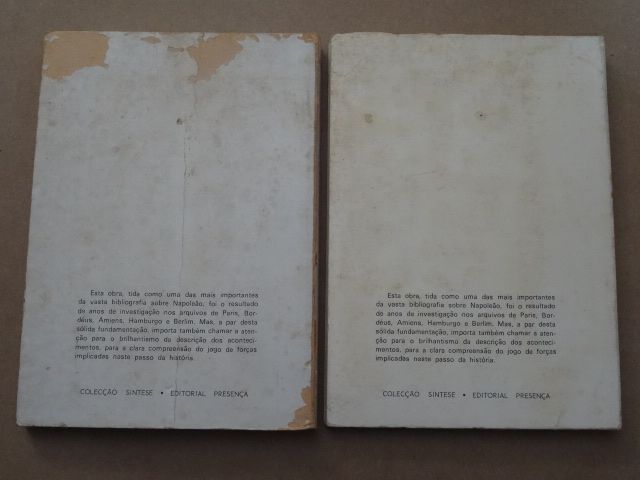 Esta obra, tida como uma das mais importantes
da vasta bibliografia sobre Napoleão, foi o resultado
de anos de investigação nos arquivos de Paris, Bor-
déus, Amiens, Hamburgo e Berlim. Mas, a par desta
sólida fundamentação, importa também chamar a aten-
ção para o brilhantismo da descrição dos aconteci-
mentos, para a clara compreensão do jogo de forças
implicadas neste passo da história.
COLECÇÃO SÍNTESE • EDITORIAL PRESENÇA
Esta obra, tida como uma das mais importantes
da vasta bibliografia sobre Napoleão, foi o resultado
de anos de investigação nos arquivos de Paris, Bor-
déus, Amiens, Hamburgo e Berlim. Mas, a par desta
sólida fundamentação, importa também chamar a aten-
ção para o brilhantismo da descrição dos aconteci-
mentos, para a clara compreensão do jogo de forças
implicadas neste passo da história.
COLECÇÃO SÍNTESE • EDITORIAL PRESENÇA